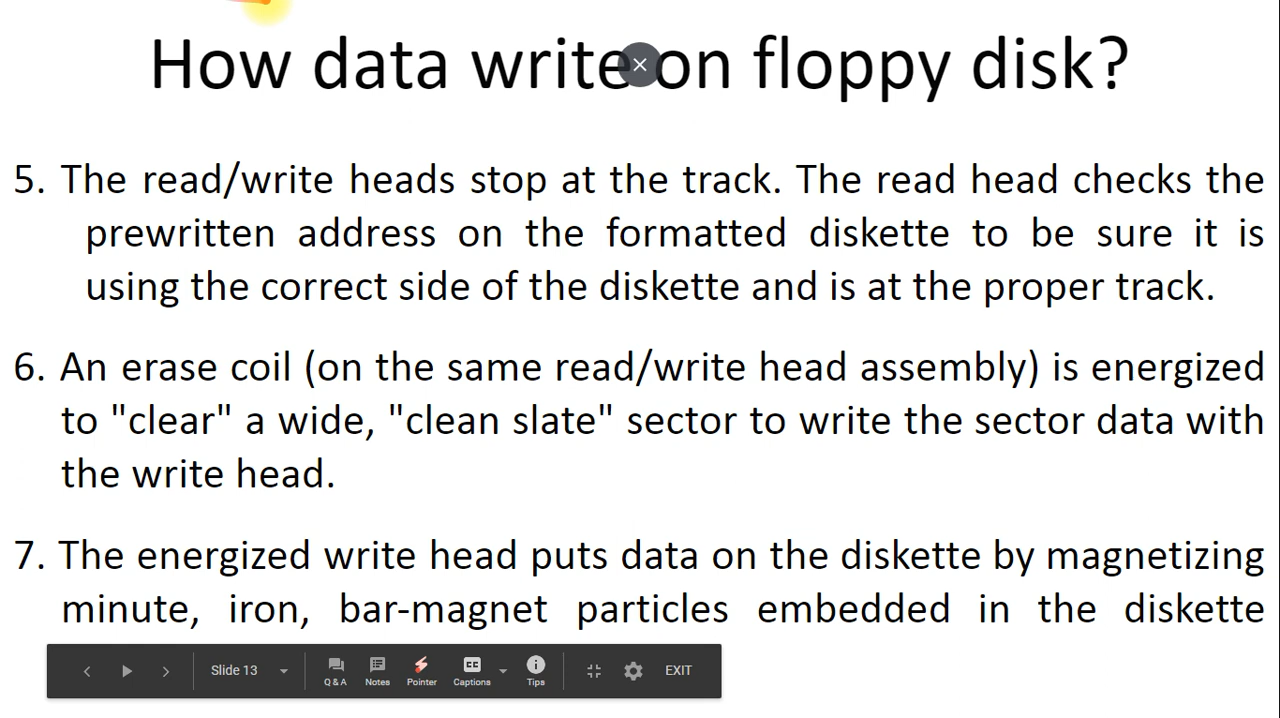 How data write on floppy disk?
5. The read/write heads stop at the track. The read head checks the
prewritten address on the formatted diskette to be sure it is
using the correct side of the diskette and is at the proper track.
6. An erase coil (on the same read/write head assembly) is energized
to "clear" a wide, "clean slate" sector to write the sector data with
the write head.
7. The energized write head puts data on the diskette by magnetizing
minute, iron, bar-magnet particles embedded in the diskette
Slide 13
Q & A Notes Pointer Captions Tips EXIT